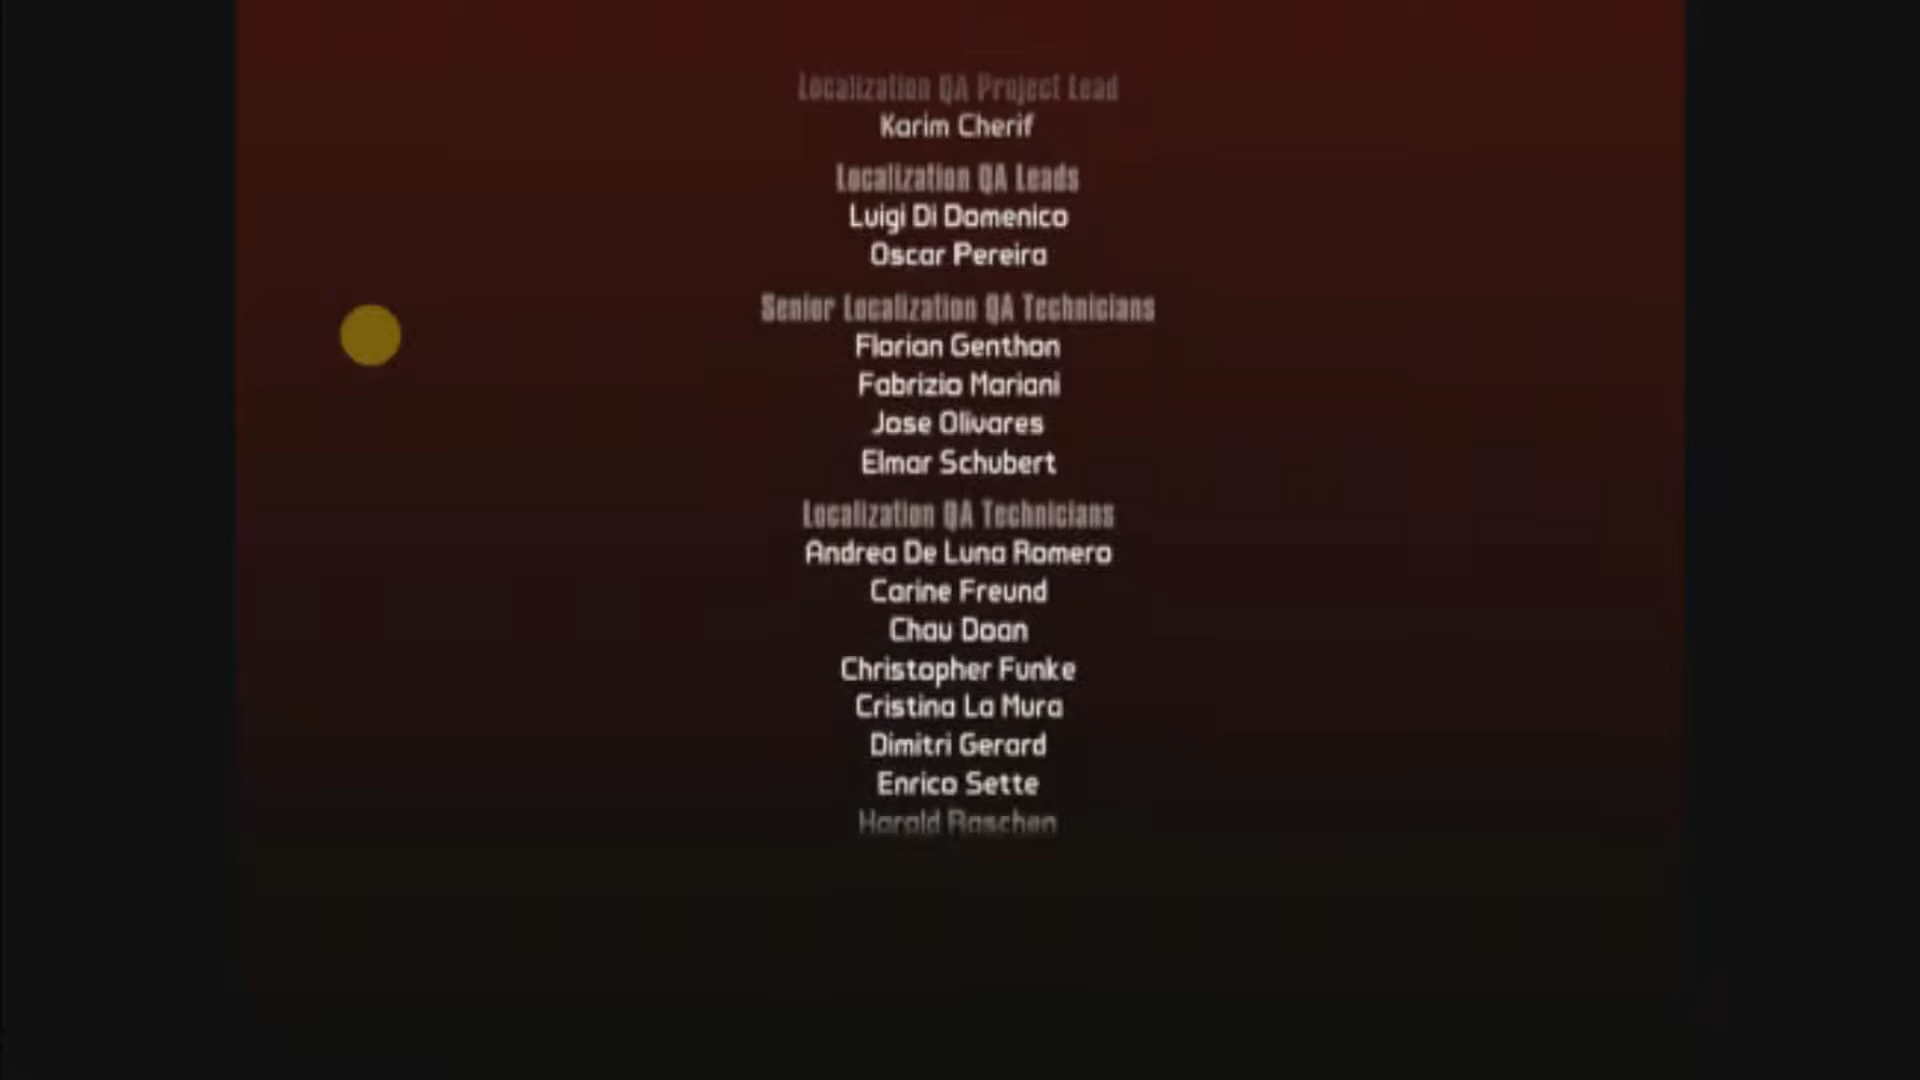 Localization QA Project Lead
Karim Cherif
Localization QA Leads
Luigi Di Domenico
Oscar Pereira
Senior Localization QA Technicians
Florian Genthon
Fabrizio Mariani
Jose Olivares
Elmar Schubert
Localization QA Technicians
Andrea De Luna Romero
Carine Freund
Chau Doan
Christopher Funke
Cristina La Mura
Dimitri Gerard
Enrico Sette
Harald Raschen